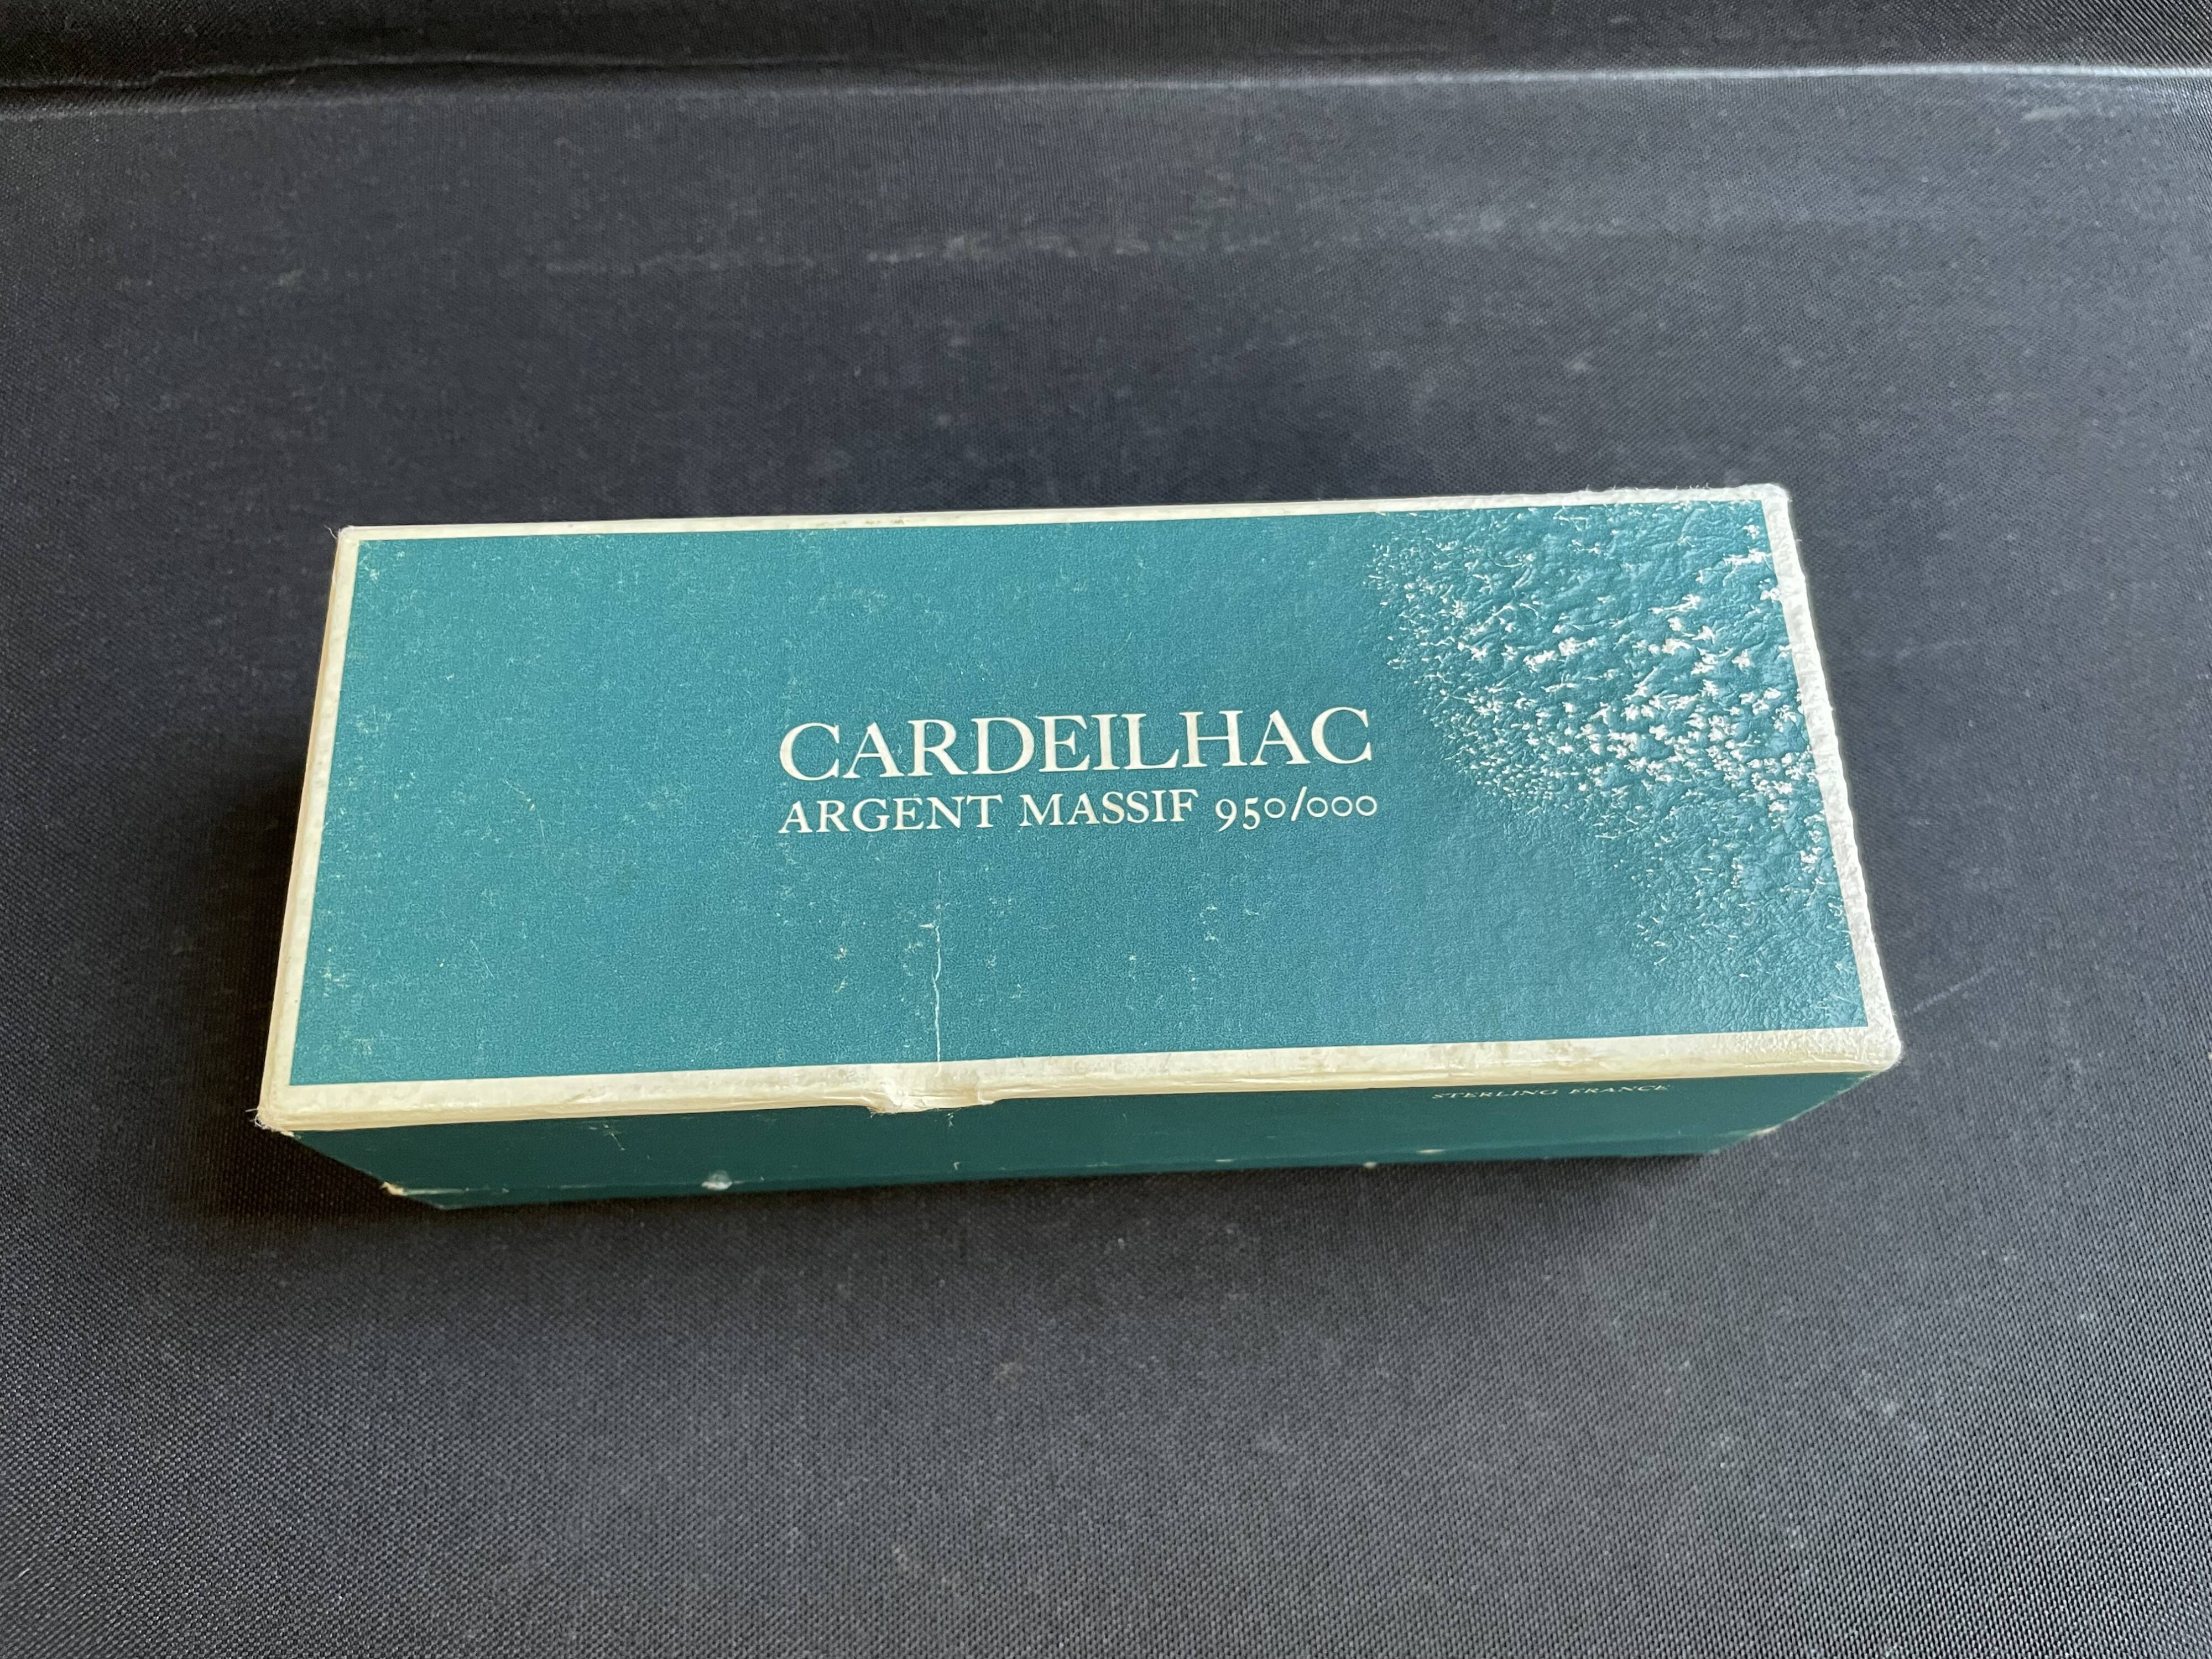 CARDEILHAC
ARGENT MASSIF 950/000
STERLING FRANCE